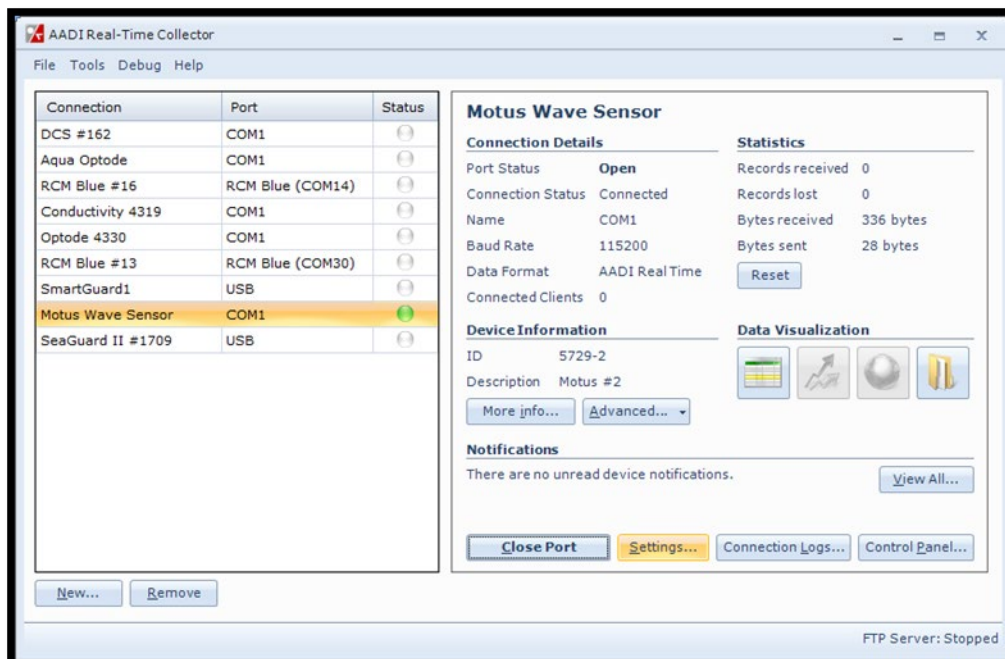 AADI Real-Time Collector
File Tools Debug Help
Connection Port Status
DCS #162 COM1
Aqua Optode COM1
RCM Blue #16 RCM Blue (COM14)
Conductivity 4319 COM1
Optode 4330 COM1
RCM Blue #13 RCM Blue (COM30)
SmartGuard1 USB
Motus Wave Sensor COM1
SeaGuard II #1709 USB
New... Remove
Motus Wave Sensor
Connection Details
Port Status Open
Connection Status Connected
Name COM1
Baud Rate 115200
Data Format AADI Real Time
Connected Clients 0
Statistics
Records received 0
Records lost 0
Bytes received 336 bytes
Bytes sent 28 bytes
Reset
Device Information
ID 5729-2
Description Motus #2
More info... Advanced...
Data Visualization
Notifications
There are no unread device notifications.
View All...
Close Port Settings... Connection Logs... Control Panel...
FTP Server: Stopped